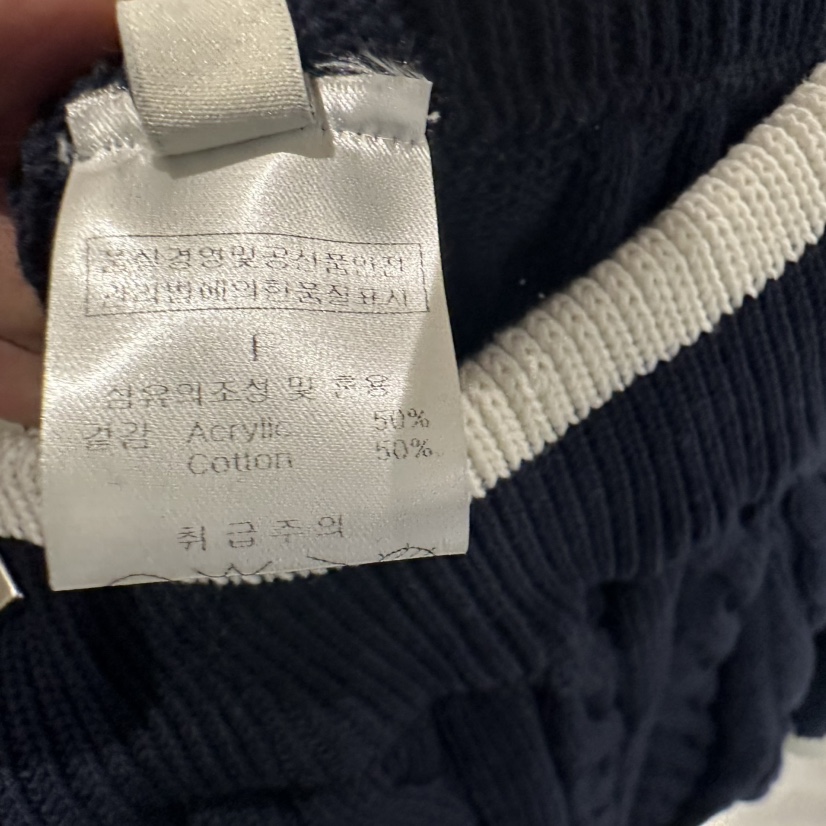 품질경영및공산품안전
관리법에의한품질표시
섬유의조성 및 혼용
겉감 Acrylic 50%
Cotton 50%
취급주의